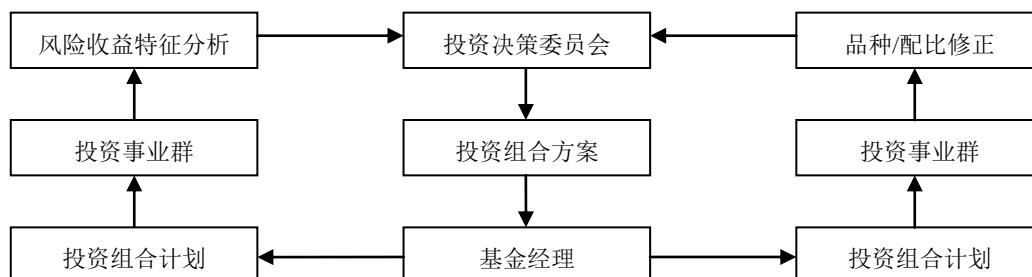 风险收益特征分析
投资决策委员会
品种/配比修正
投资事业群
投资组合方案
投资事业群
投资组合计划
基金经理
投资组合计划